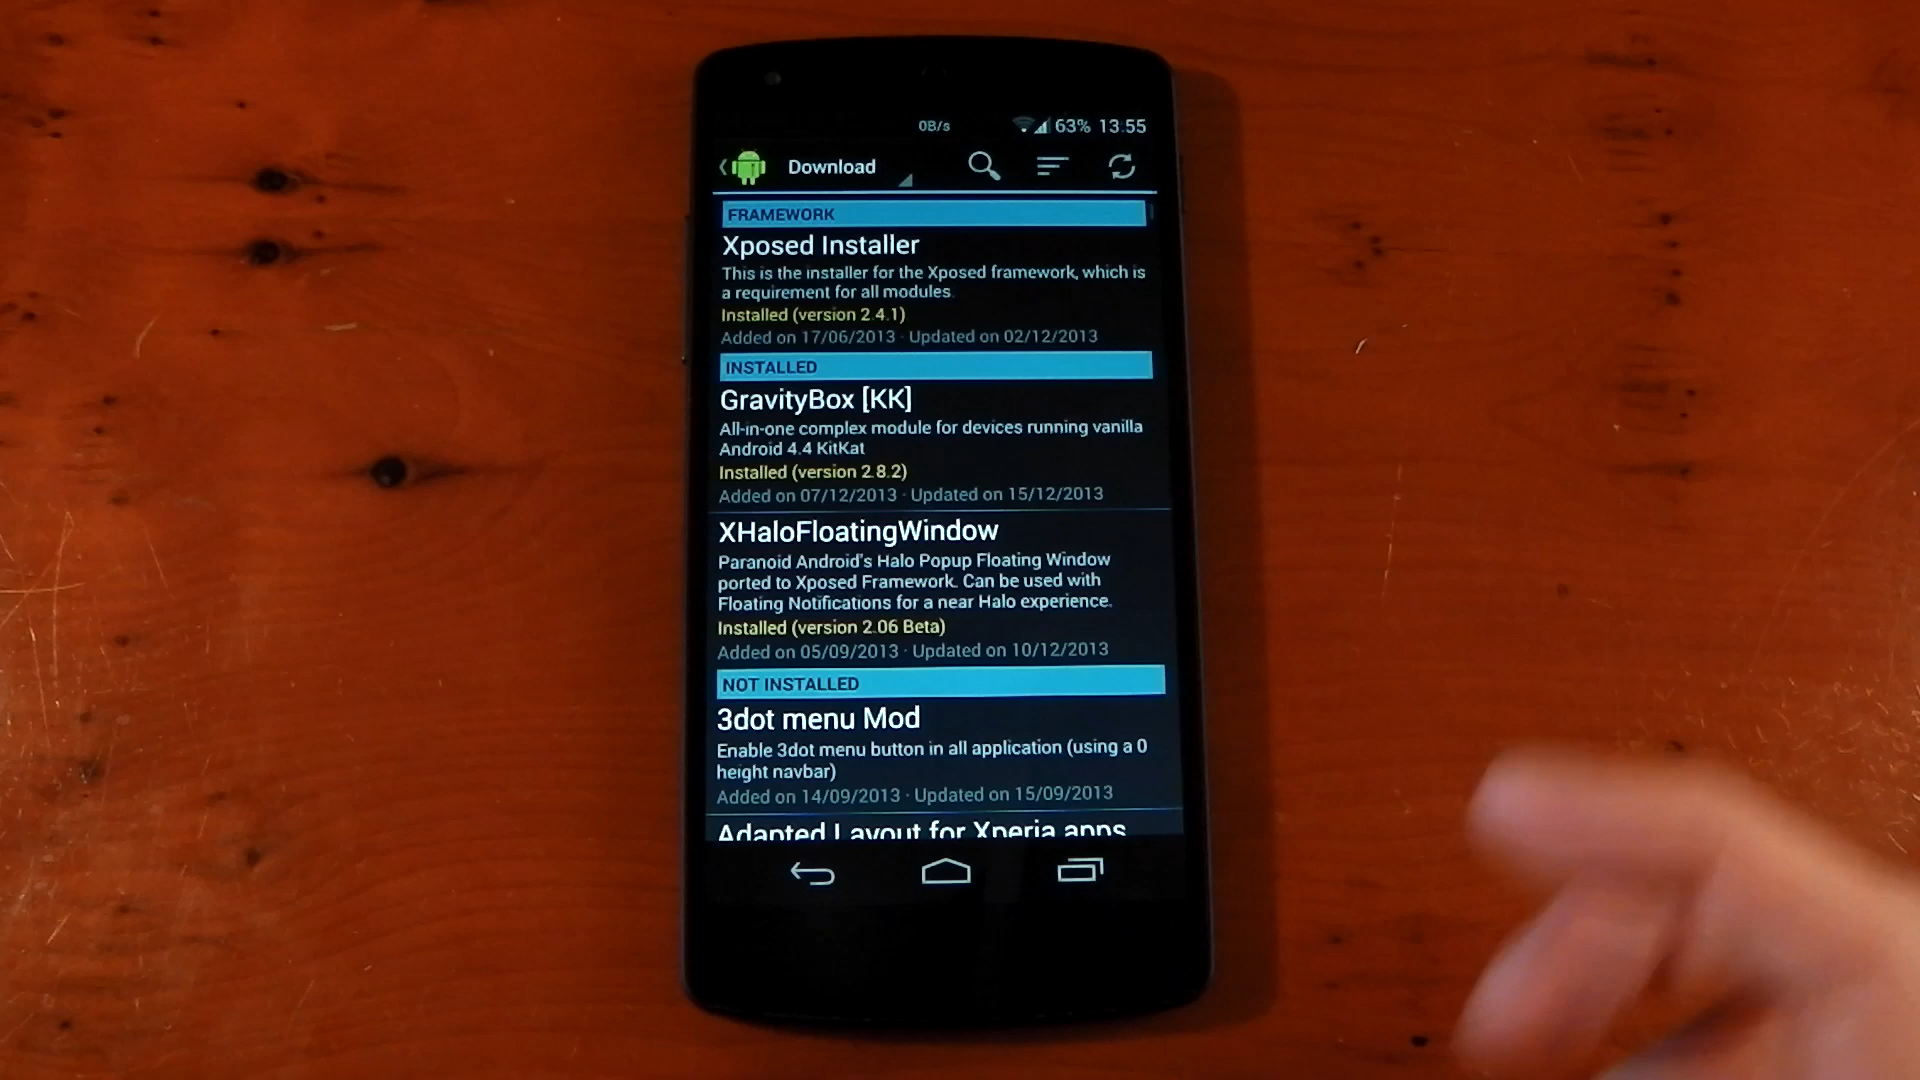 0B/s 63% 13:55
Download
FRAMEWORK
Xposed Installer
This is the installer for the Xposed framework, which is
a requirement for all modules.
Installed (version 2.4.1)
Added on 17/06/2013 · Updated on 02/12/2013
INSTALLED
GravityBox [KK]
All-in-one complex module for devices running vanilla
Android 4.4 KitKat
Installed (version 2.8.2)
Added on 07/12/2013 · Updated on 15/12/2013
XHaloFloatingWindow
Paranoid Android's Halo Popup Floating Window
ported to Xposed Framework. Can be used with
Floating Notifications for a near Halo experience.
Installed (version 2.06 Beta)
Added on 05/09/2013 · Updated on 10/12/2013
NOT INSTALLED
3dot menu Mod
Enable 3dot menu button in all application (using a 0
height navbar)
Added on 14/09/2013 · Updated on 15/09/2013
Adapted Layout for Xperia apps